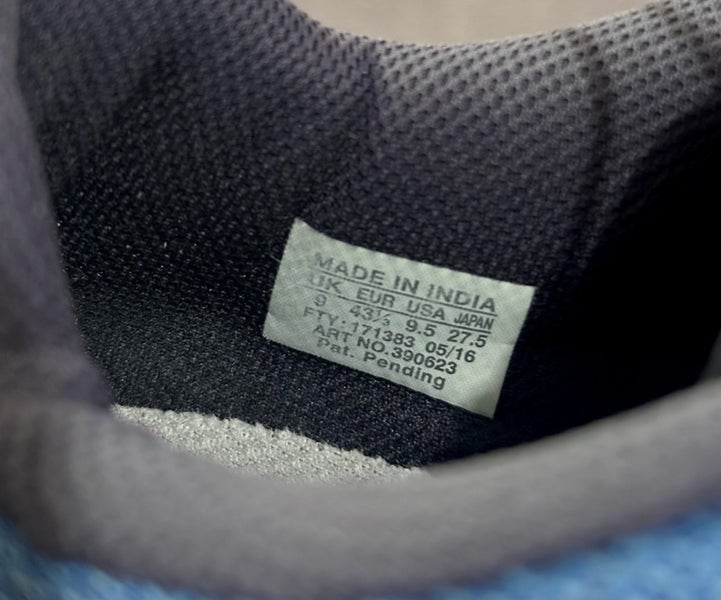 MADE IN INDIA
UK EUR USA JAPAN
9 43⅓ 9.5 27.5
FTY.171383 05/16
ART NO.390623
Pat. Pending